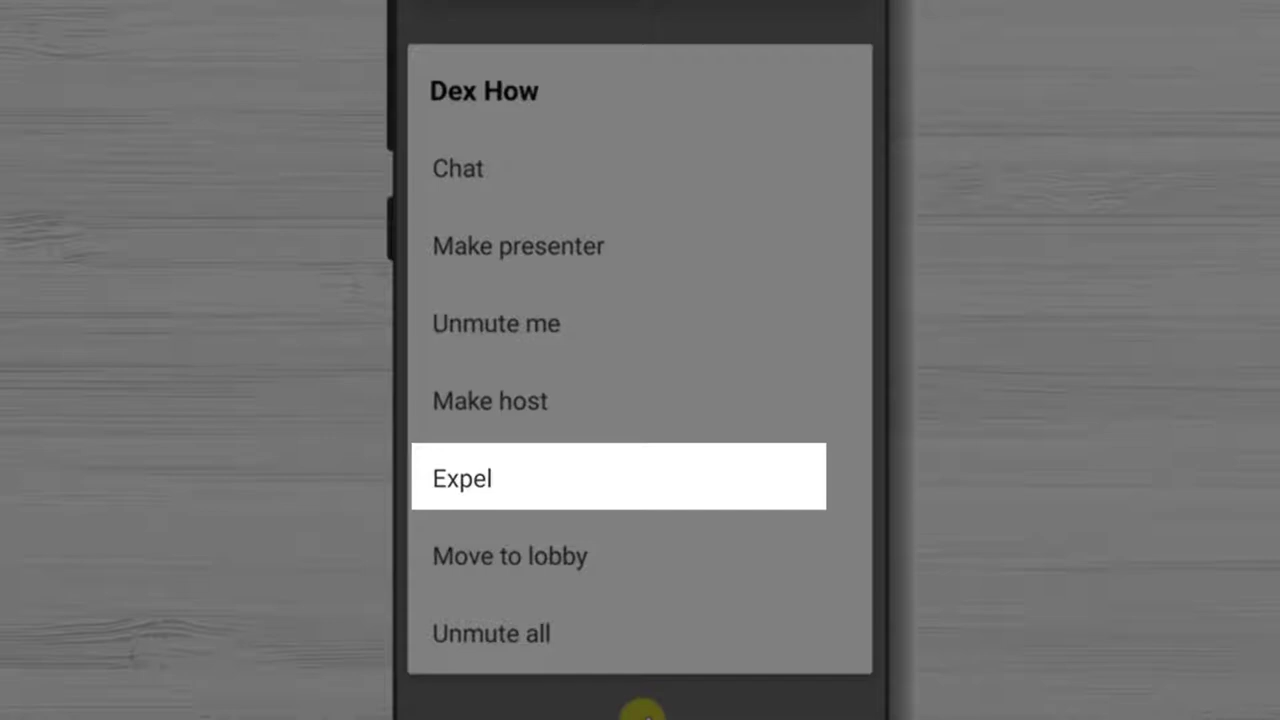 Dex How
Chat
Make presenter
Unmute me
Make host
Expel
Move to lobby
Unmute all